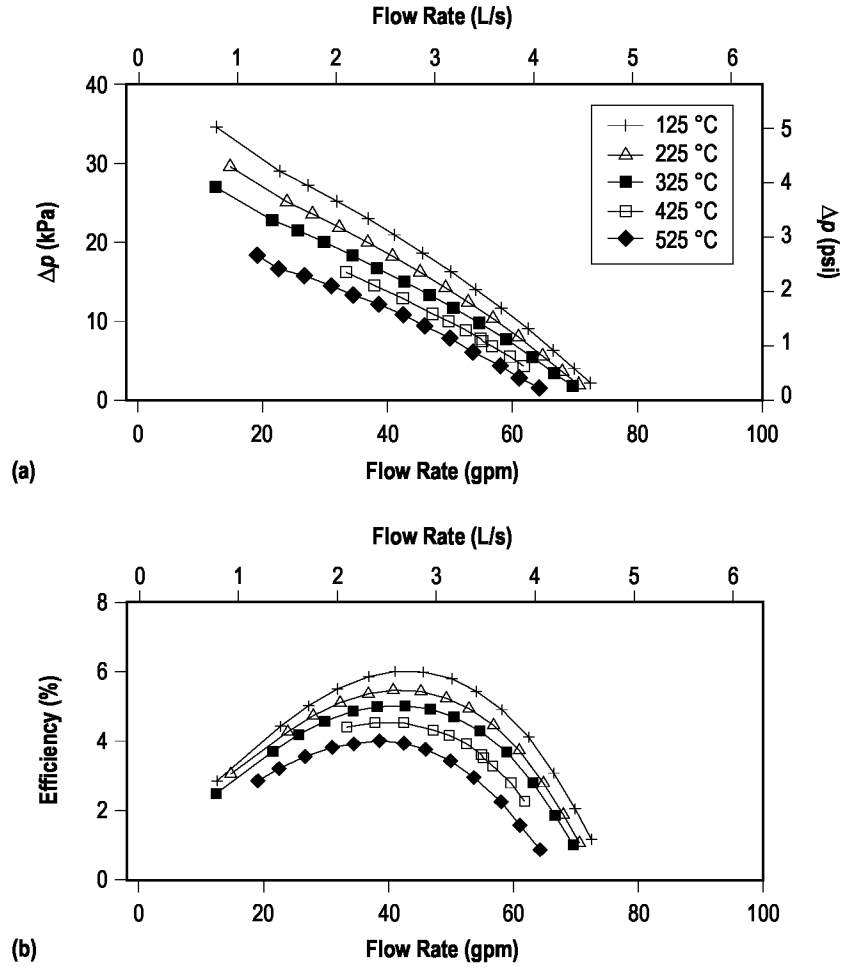 Flow Rate (L/s)
0 1 2 3 4 5 6
40
30
20
10
0
Δp (kPa)
5
4
3
2
1
0
Δp (psi)
125 °C
225 °C
325 °C
425 °C
525 °C
0 20 40 60 80 100
Flow Rate (gpm)
(a)
Flow Rate (L/s)
0 1 2 3 4 5 6
8
6
4
2
0
Efficiency (%)
0 20 40 60 80 100
Flow Rate (gpm)
(b)